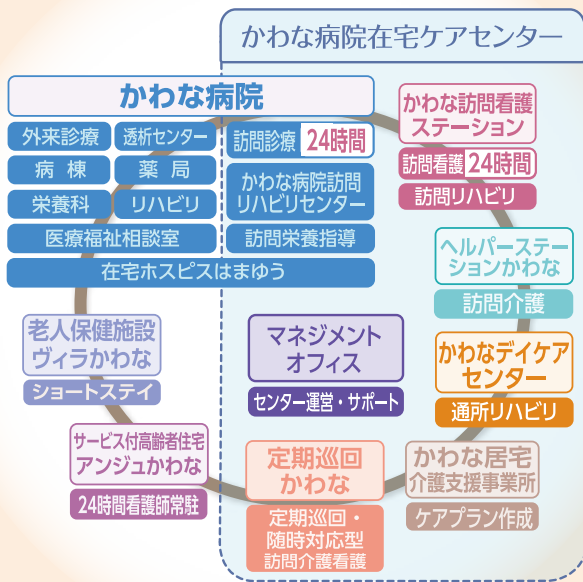 かわな病院在宅ケアセンター
かわな病院
外来診療
透析センター
病棟
薬局
栄養科
リハビリ
医療福祉相談室
訪問診療 24時間
かわな病院訪問
リハビリセンター
訪問栄養指導
在宅ホスピスはまゆう
かわな訪問看護
ステーション
訪問看護 24時間
訪問リハビリ
ヘルパーステー
ションかわな
訪問介護
老人保健施設
ヴィラかわな
ショートステイ
マネジメント
オフィス
センター運営・サポート
かわなデイケア
センター
通所リハビリ
サービス付高齢者住宅
アンジュかわな
24時間看護師常駐
定期巡回
かわな
定期巡回・
随時対応型
訪問介護看護
かわな居宅
介護支援事業所
ケアプラン作成